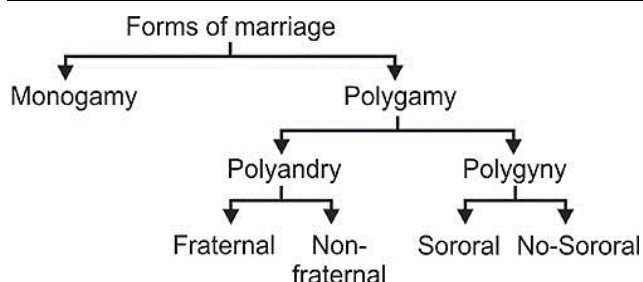 Forms of marriage
Monogamy Polygamy
Polyandry Polygyny
Fraternal Non-fraternal Sororal No-Sororal